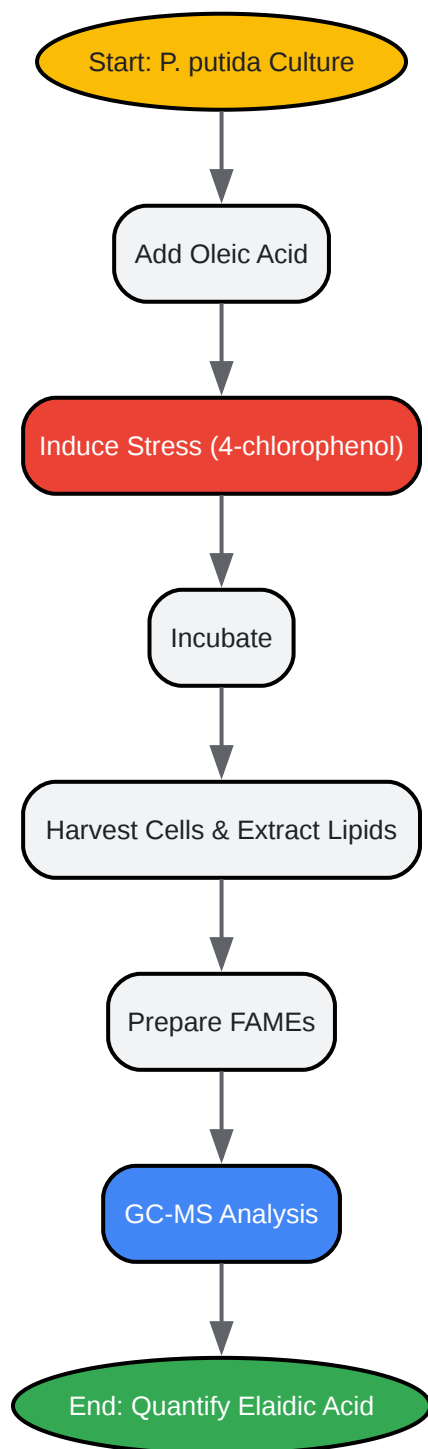 Start: P. putida Culture
Add Oleic Acid
Induce Stress (4-chlorophenol)
Incubate
Harvest Cells & Extract Lipids
Prepare FAMEs
GC-MS Analysis
End: Quantify Elaidic Acid